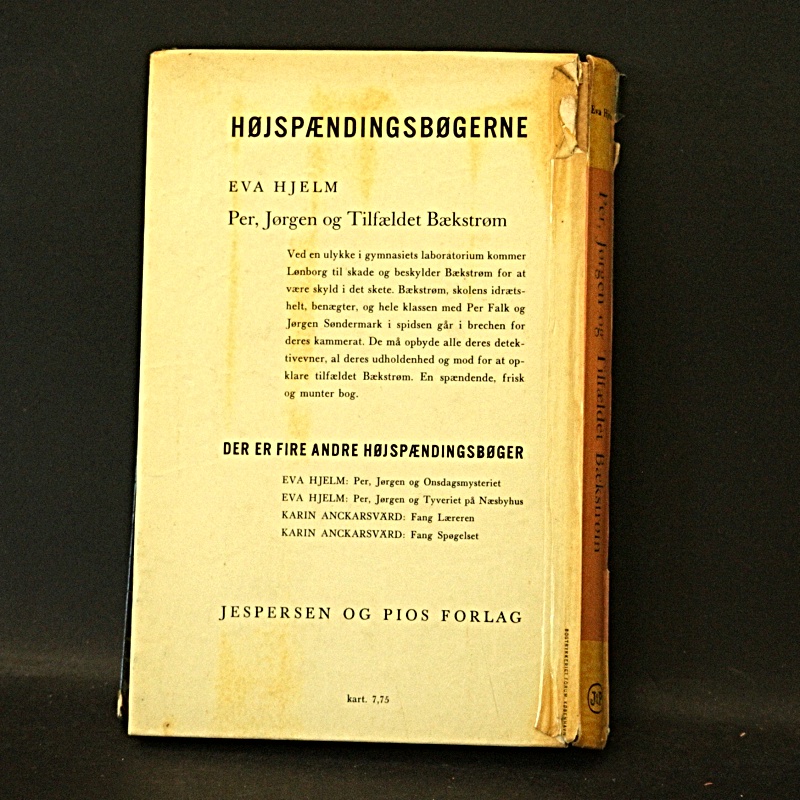 HØJSPÆNDINGSBØGERNE
EVA HJELM
Per, Jørgen og Tilfældet Bækstrøm
Ved en ulykke i gymnasiets laboratorium kommer
Lønborg til skade og beskylder Bækstrøm for at
være skyld i det skete. Bækstrøm, skolens idræts-
helt, benægter, og hele klassen med Per Falk og
Jørgen Søndermark i spidsen går i brechen for
deres kammerat. De må opbyde alle deres detek-
tivevner, al deres udholdenhed og mod for at op-
klare tilfældet Bækstrøm. En spændende, frisk
og munter bog.
DER ER FIRE ANDRE HØJSPÆNDINGSBØGER
EVA HJELM: Per, Jørgen og Onsdagsmysteriet
EVA HJELM: Per, Jørgen og Tyveriet på Næsbyhus
KARIN ANCKARSVÄRD: Fang Læreren
KARIN ANCKARSVÄRD: Fang Spøgelset
JESPERSEN OG PIOS FORLAG
kart. 7,75
Eva
Per, Jørgen og Tilfældet Bækstrøm
J&P